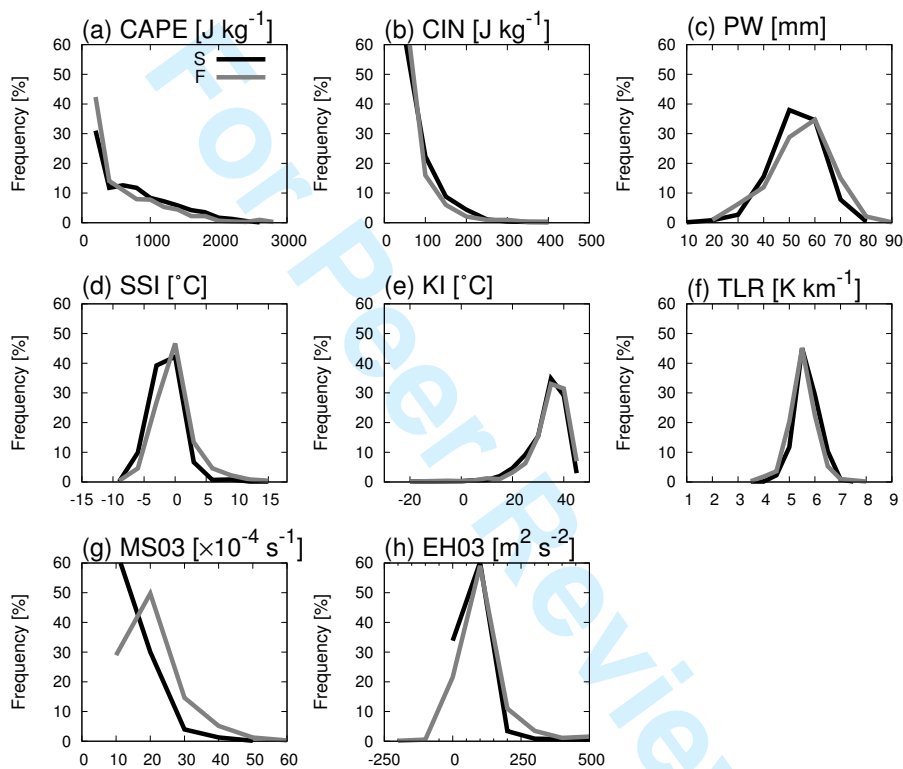 (a) CAPE [J kg⁻¹]
(b) CIN [J kg⁻¹]
(c) PW [mm]
S
F
Frequency [%]
60
50
40
30
20
10
0
0 1000 2000 3000
Frequency [%]
60
50
40
30
20
10
0
0 100 200 300 400 500
Frequency [%]
60
50
40
30
20
10
0
10 20 30 40 50 60 70 80 90
(d) SSI [˚C]
(e) KI [˚C]
(f) TLR [K km⁻¹]
Frequency [%]
60
50
40
30
20
10
0
-15 -10 -5 0 5 10 15
Frequency [%]
60
50
40
30
20
10
0
-20 0 20 40
Frequency [%]
60
50
40
30
20
10
0
1 2 3 4 5 6 7 8 9
(g) MS03 [×10⁻⁴ s⁻¹]
(h) EH03 [m² s⁻²]
Frequency [%]
60
50
40
30
20
10
0
0 10 20 30 40 50 60
Frequency [%]
60
50
40
30
20
10
0
-250 0 250 500
For Peer Review